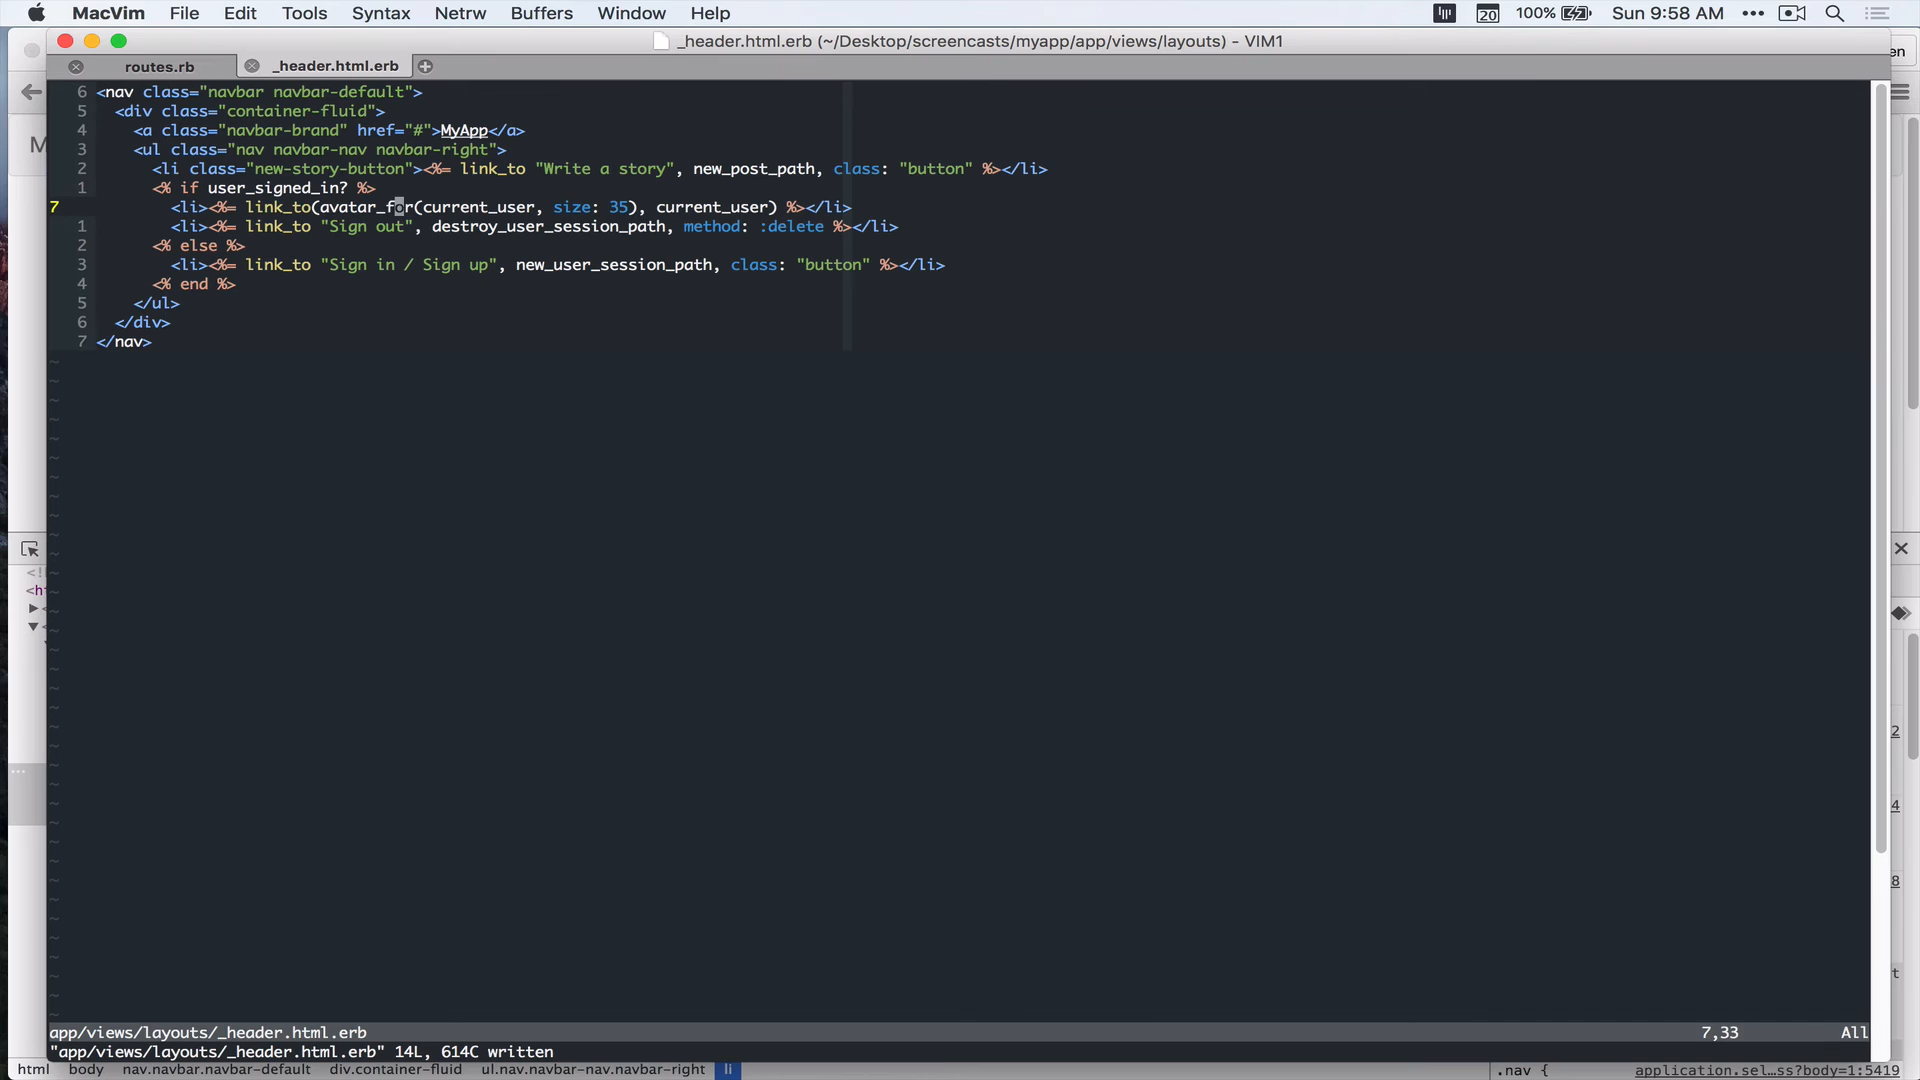 MacVim File Edit Tools Syntax Netrw Buffers Window Help 20 100% Sun 9:58 AM
_header.html.erb (~/Desktop/screencasts/myapp/app/views/layouts) - VIM1
routes.rb _header.html.erb
6 <nav class="navbar navbar-default">
5 <div class="container-fluid">
4 <a class="navbar-brand" href="#">MyApp</a>
3 <ul class="nav navbar-nav navbar-right">
2 <li class="new-story-button"><%= link_to "Write a story", new_post_path, class: "button" %></li>
1 <% if user_signed_in? %>
7 <li><%= link_to(avatar_for(current_user, size: 35), current_user) %></li>
1 <li><%= link_to "Sign out", destroy_user_session_path, method: :delete %></li>
2 <% else %>
3 <li><%= link_to "Sign in / Sign up", new_user_session_path, class: "button" %></li>
4 <% end %>
5 </ul>
6 </div>
7 </nav>
app/views/layouts/_header.html.erb 7,33 All
"app/views/layouts/_header.html.erb" 14L, 614C written
html body nav.navbar.navbar-default div.container-fluid ul.nav.navbar-nav.navbar-right li .nav { application.sel…ss?body=1:5419